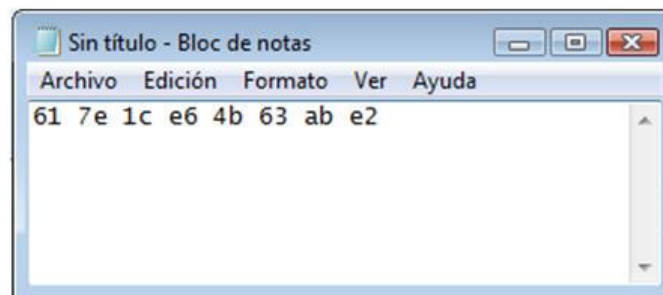 Sin título - Bloc de notas
Archivo Edición Formato Ver Ayuda
61 7e 1c e6 4b 63 ab e2